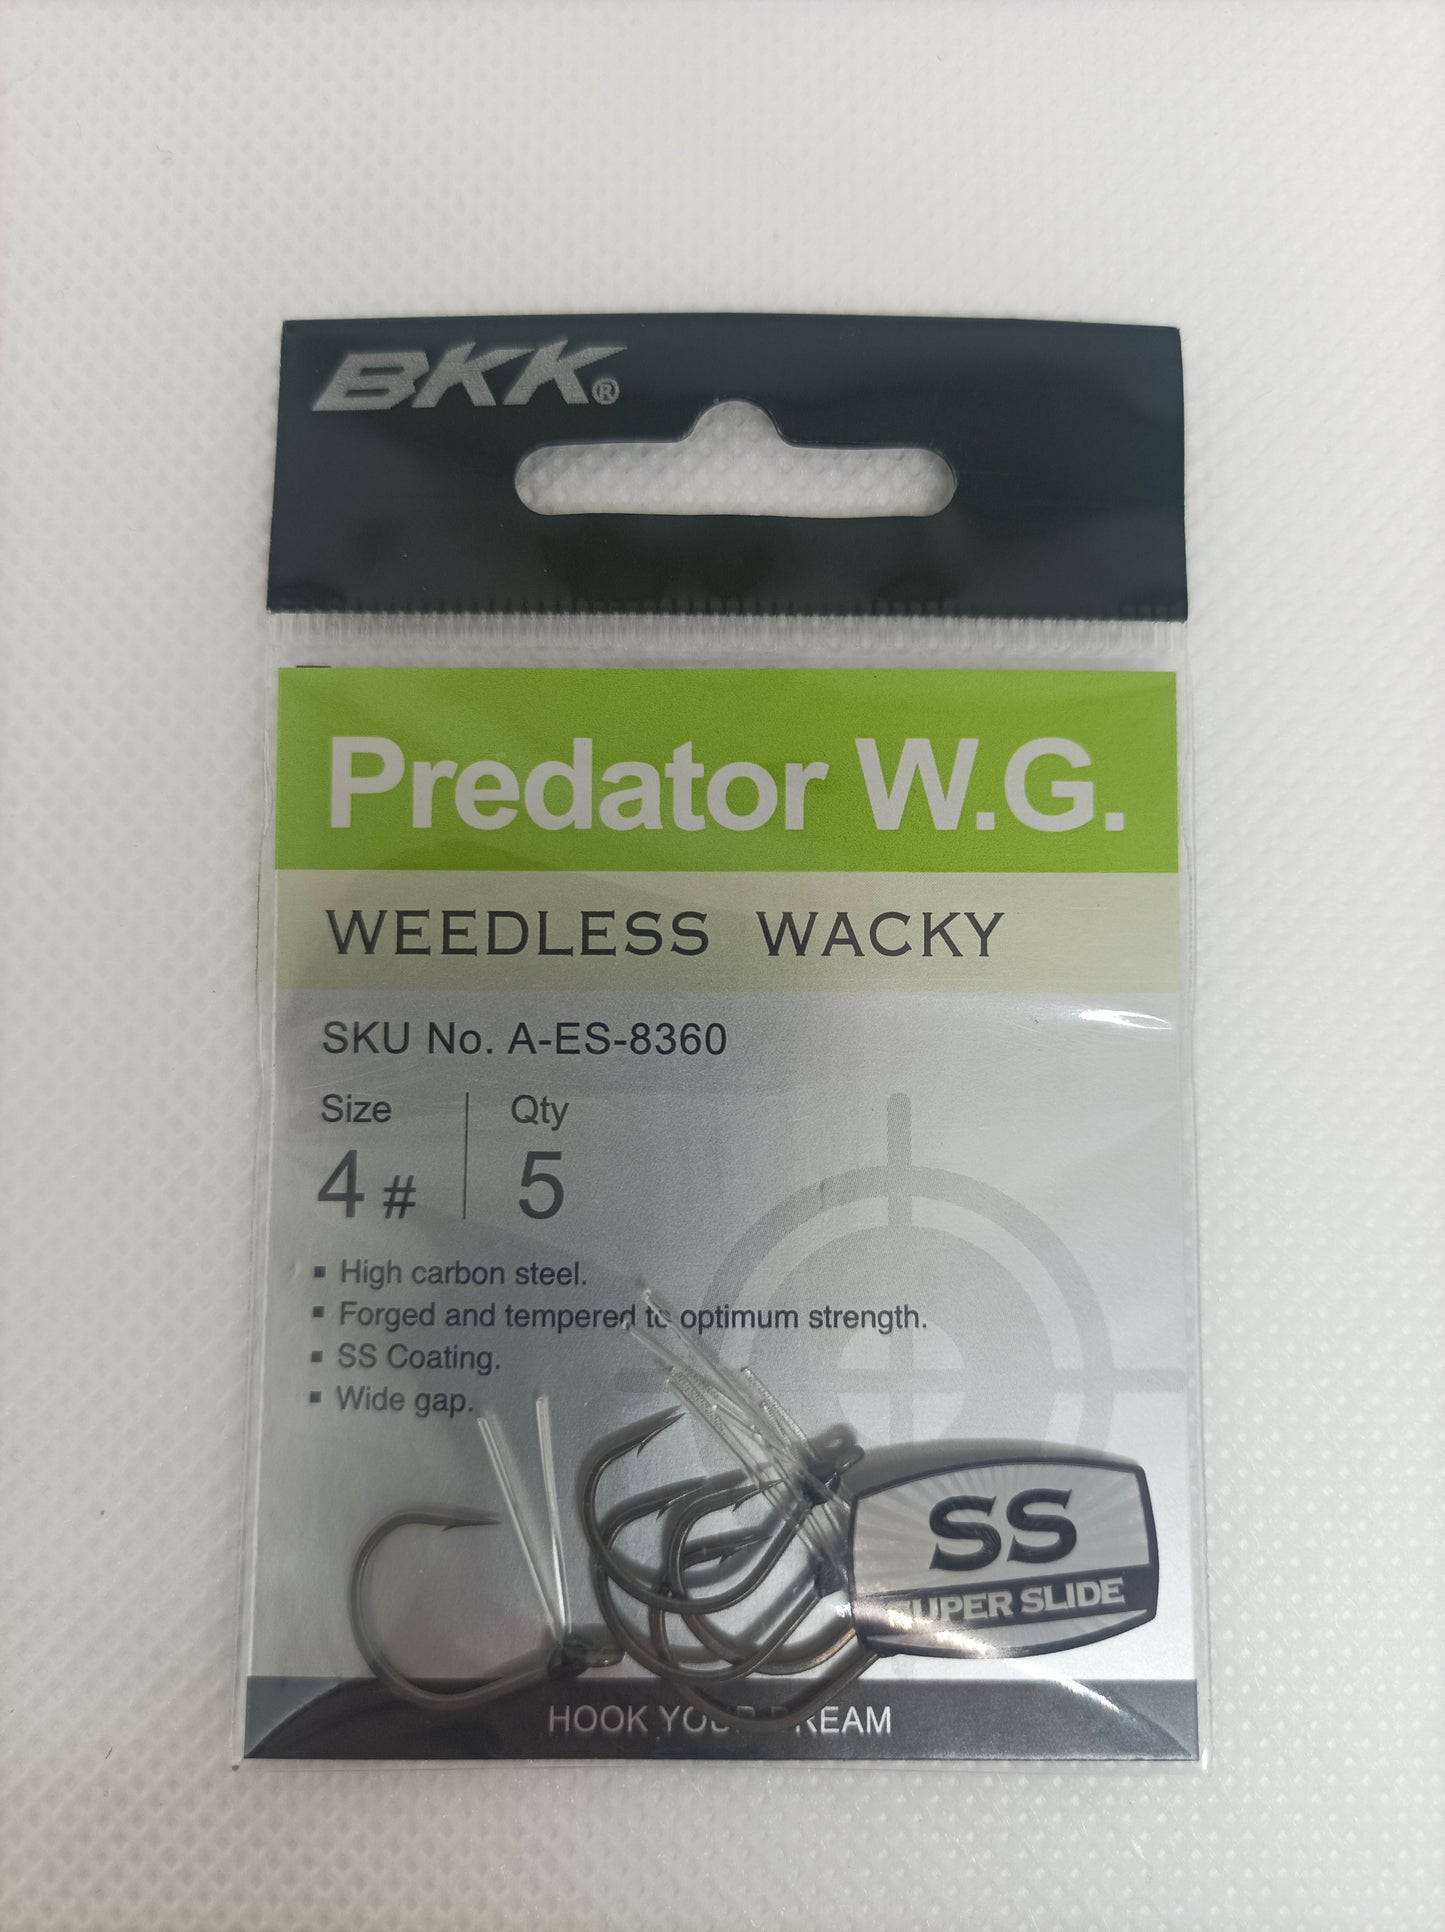 BKK®
Predator W.G.
WEEDLESS WACKY
SKU No. A-ES-8360
Size Qty
4# 5
▪ High carbon steel.
▪ Forged and tempered to optimum strength.
▪ SS Coating.
▪ Wide gap.
SS
SUPER SLIDE
HOOK YOUR DREAM